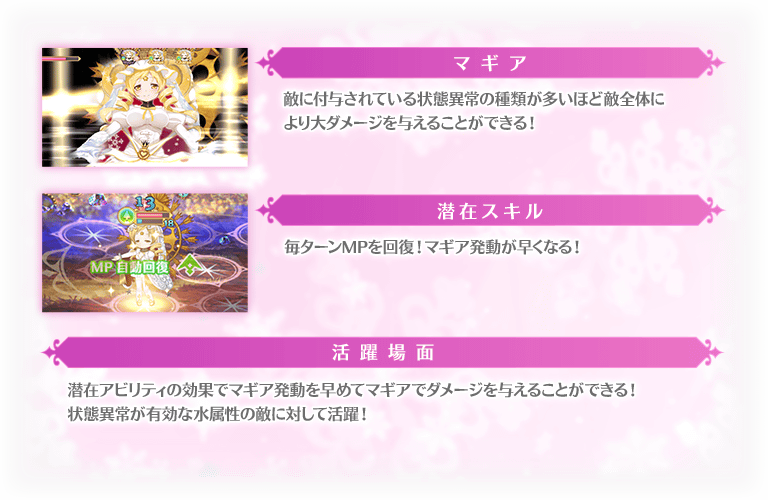 マギア
敵に付与されている状態異常の種類が多いほど敵全体に
より大ダメージを与えることができる！
13
18
MP自動回復
潜在スキル
毎ターンMPを回復！マギア発動が早くなる！
活躍場面
潜在アビリティの効果でマギア発動を早めてマギアでダメージを与えることができる！
状態異常が有効な水属性の敵に対して活躍！